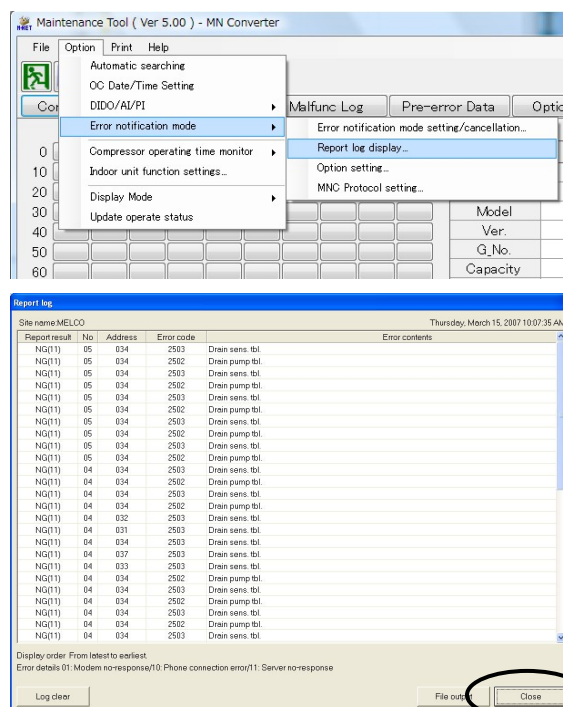 Maintenance Tool ( Ver 5.00 ) - MN Converter
File Option Print Help
Automatic searching
OC Date/Time Setting
DIDO/AI/PI
Error notification mode
Compressor operating time monitor
Indoor unit function settings...
Display Mode
Update operate status
Malfunc Log Pre-error Data
Error notification mode setting/cancellation...
Report log display...
Option setting...
MNC Protocol setting...
0
10
20
30 Model
40 Ver.
50 G_No.
60 Capacity
Report log
Site name:MELCO Thursday, March 15, 2007 10:07:35 AM
Report result No Address Error code Error contents
NG(11) 05 034 2503 Drain sens. tbl.
NG(11) 05 034 2502 Drain pump tbl.
NG(11) 05 034 2503 Drain sens. tbl.
NG(11) 05 034 2502 Drain pump tbl.
NG(11) 05 034 2503 Drain sens. tbl.
NG(11) 05 034 2502 Drain pump tbl.
NG(11) 05 034 2503 Drain sens. tbl.
NG(11) 05 034 2502 Drain pump tbl.
NG(11) 05 034 2503 Drain sens. tbl.
NG(11) 05 034 2502 Drain pump tbl.
NG(11) 04 034 2503 Drain sens. tbl.
NG(11) 04 034 2502 Drain pump tbl.
NG(11) 04 034 2503 Drain sens. tbl.
NG(11) 04 034 2502 Drain pump tbl.
NG(11) 04 032 2503 Drain sens. tbl.
NG(11) 04 031 2503 Drain sens. tbl.
NG(11) 04 034 2503 Drain sens. tbl.
NG(11) 04 037 2503 Drain sens. tbl.
NG(11) 04 033 2503 Drain sens. tbl.
NG(11) 04 034 2502 Drain pump tbl.
NG(11) 04 034 2503 Drain sens. tbl.
NG(11) 04 034 2502 Drain pump tbl.
NG(11) 04 034 2503 Drain sens. tbl.
NG(11) 04 034 2502 Drain pump tbl.
NG(11) 04 034 2503 Drain sens. tbl.
Display order From latest to earliest.
Error details 01: Modem no-response/10: Phone connection error/11: Server no-response
Log clear File output Close